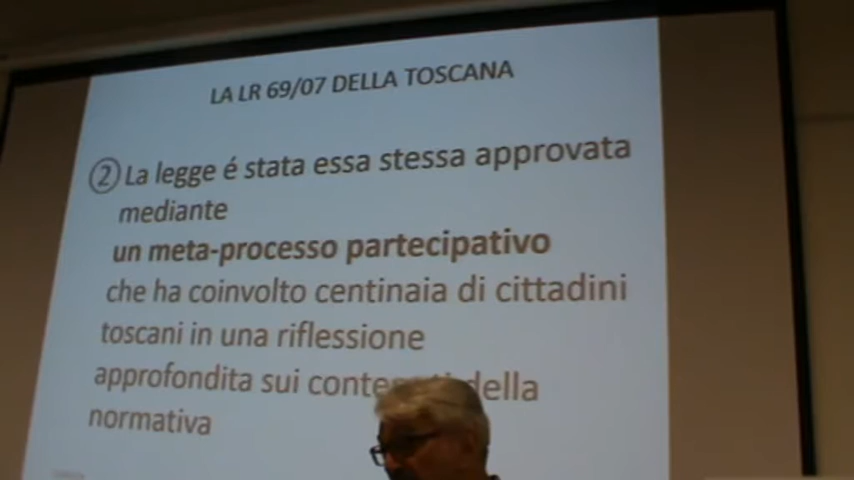 LA LR 69/07 DELLA TOSCANA
2 La legge é stata essa stessa approvata
mediante
un meta-processo partecipativo
che ha coinvolto centinaia di cittadini
toscani in una riflessione
approfondita sui della
normativa